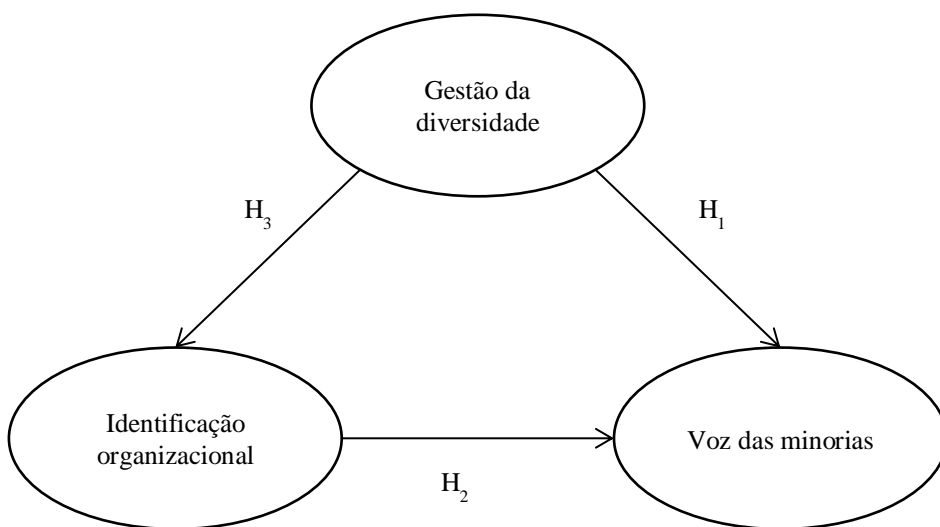 Gestão da
diversidade
H₃
H₁
Identificação
organizacional
Voz das minorias
H₂